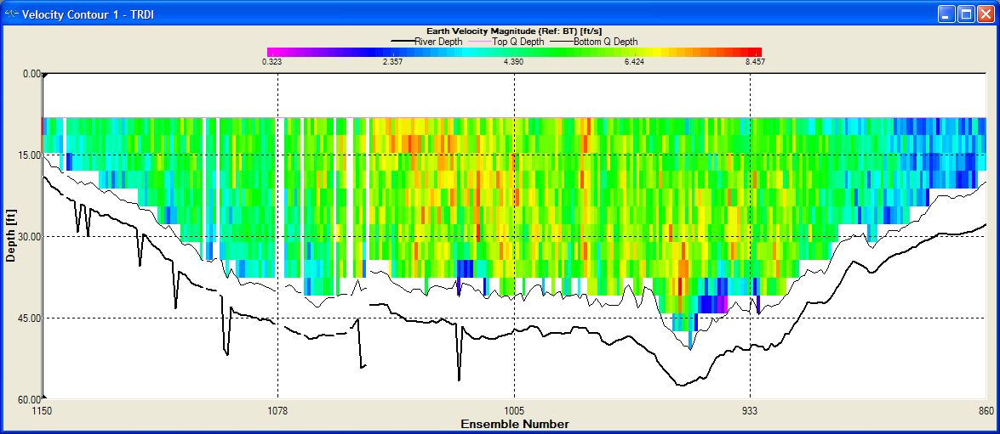 Velocity Contour 1 - TRDI
Earth Velocity Magnitude (Ref: BT) [ft/s]
River Depth Top Q Depth Bottom Q Depth
0.323 2.357 4.390 6.424 8.457
0.00
15.00
30.00
45.00
60.00
Depth [ft]
1150 1078 1005 933 860
Ensemble Number